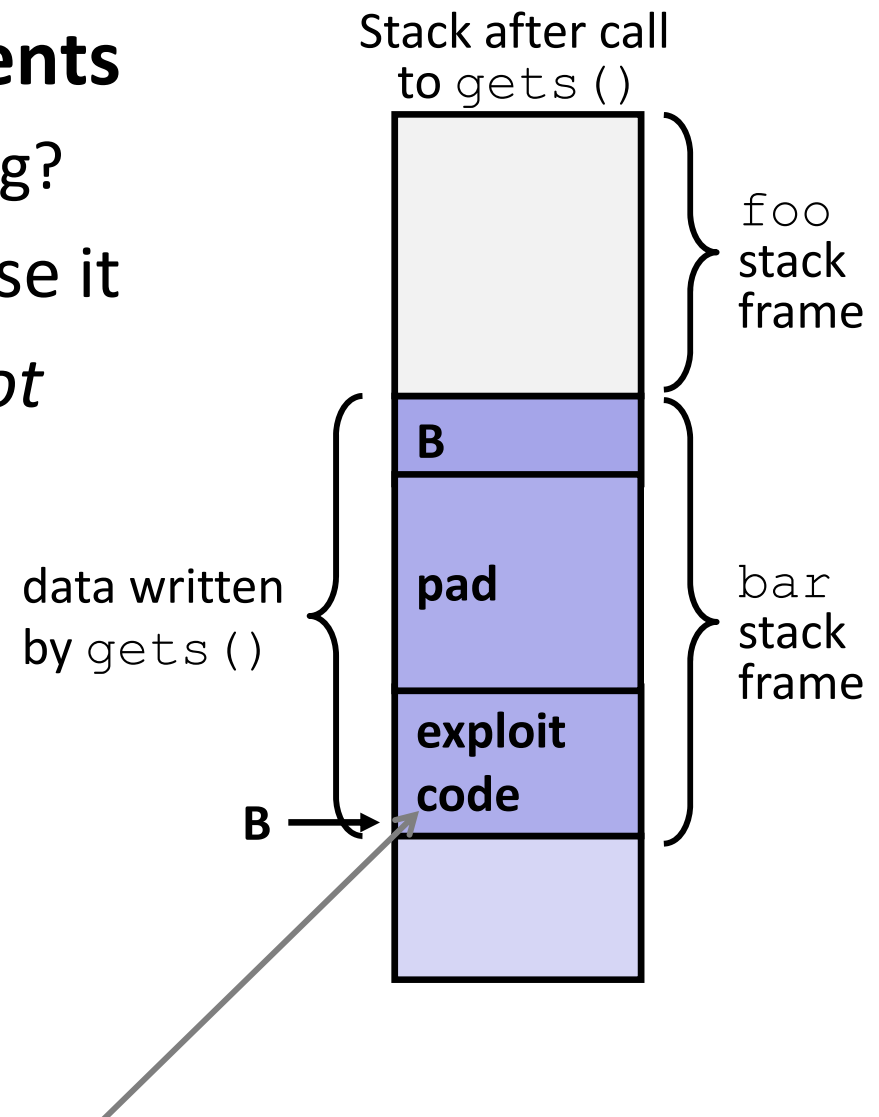 ents
g?
se it
ot
Stack after call
to gets()
foo
stack
frame
B
pad
exploit
code
data written
by gets()
B
bar
stack
frame